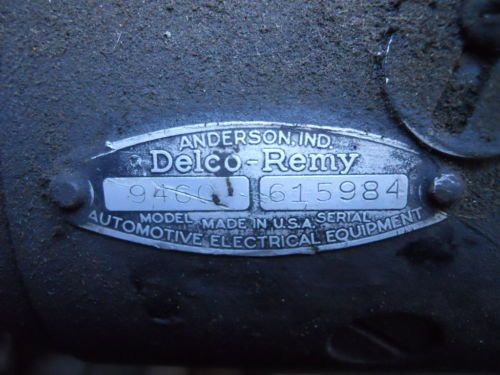 ANDERSON, IND.
Delco-Remy
615984
MODEL MADE IN U.S.A SERIAL
AUTOMOTIVE ELECTRICAL EQUIPMENT